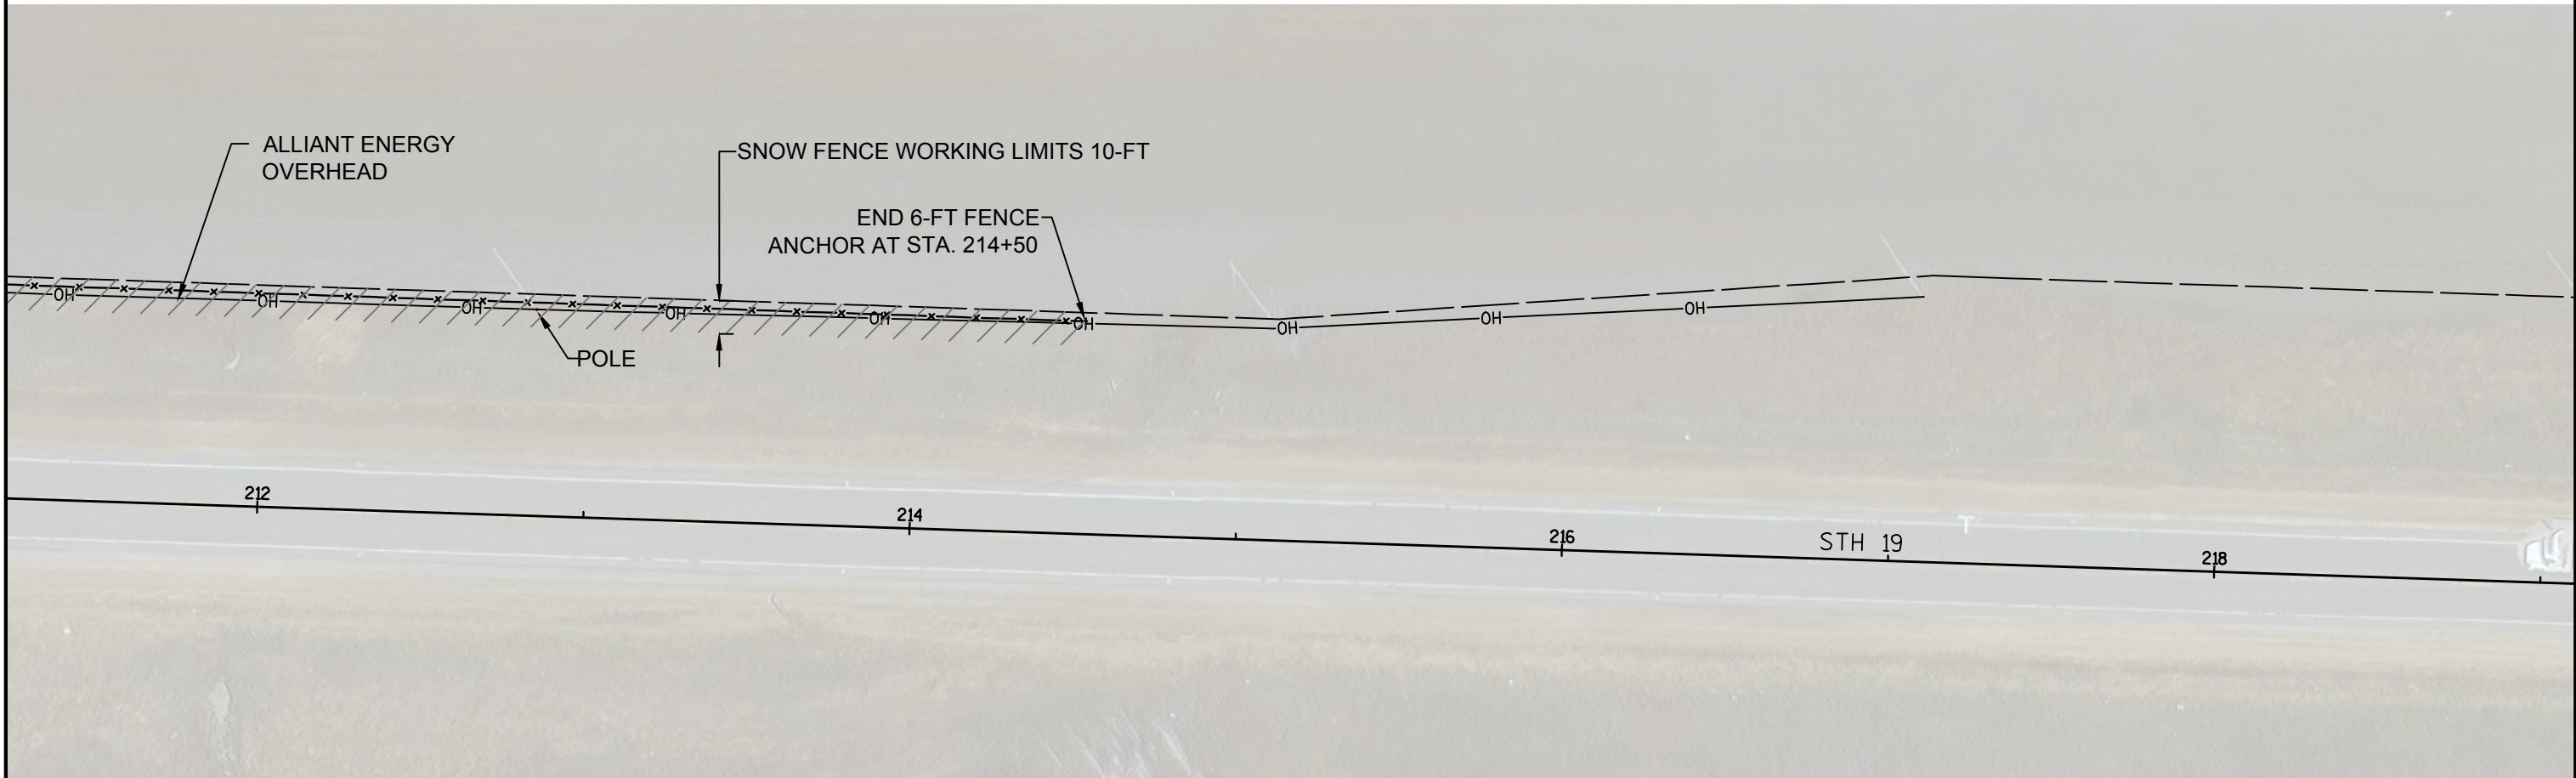 ALLIANT ENERGY
OVERHEAD
SNOW FENCE WORKING LIMITS 10-FT
END 6-FT FENCE
ANCHOR AT STA. 214+50
OH OH OH OH OH OH OH OH OH
POLE
212
214
216
STH 19
218